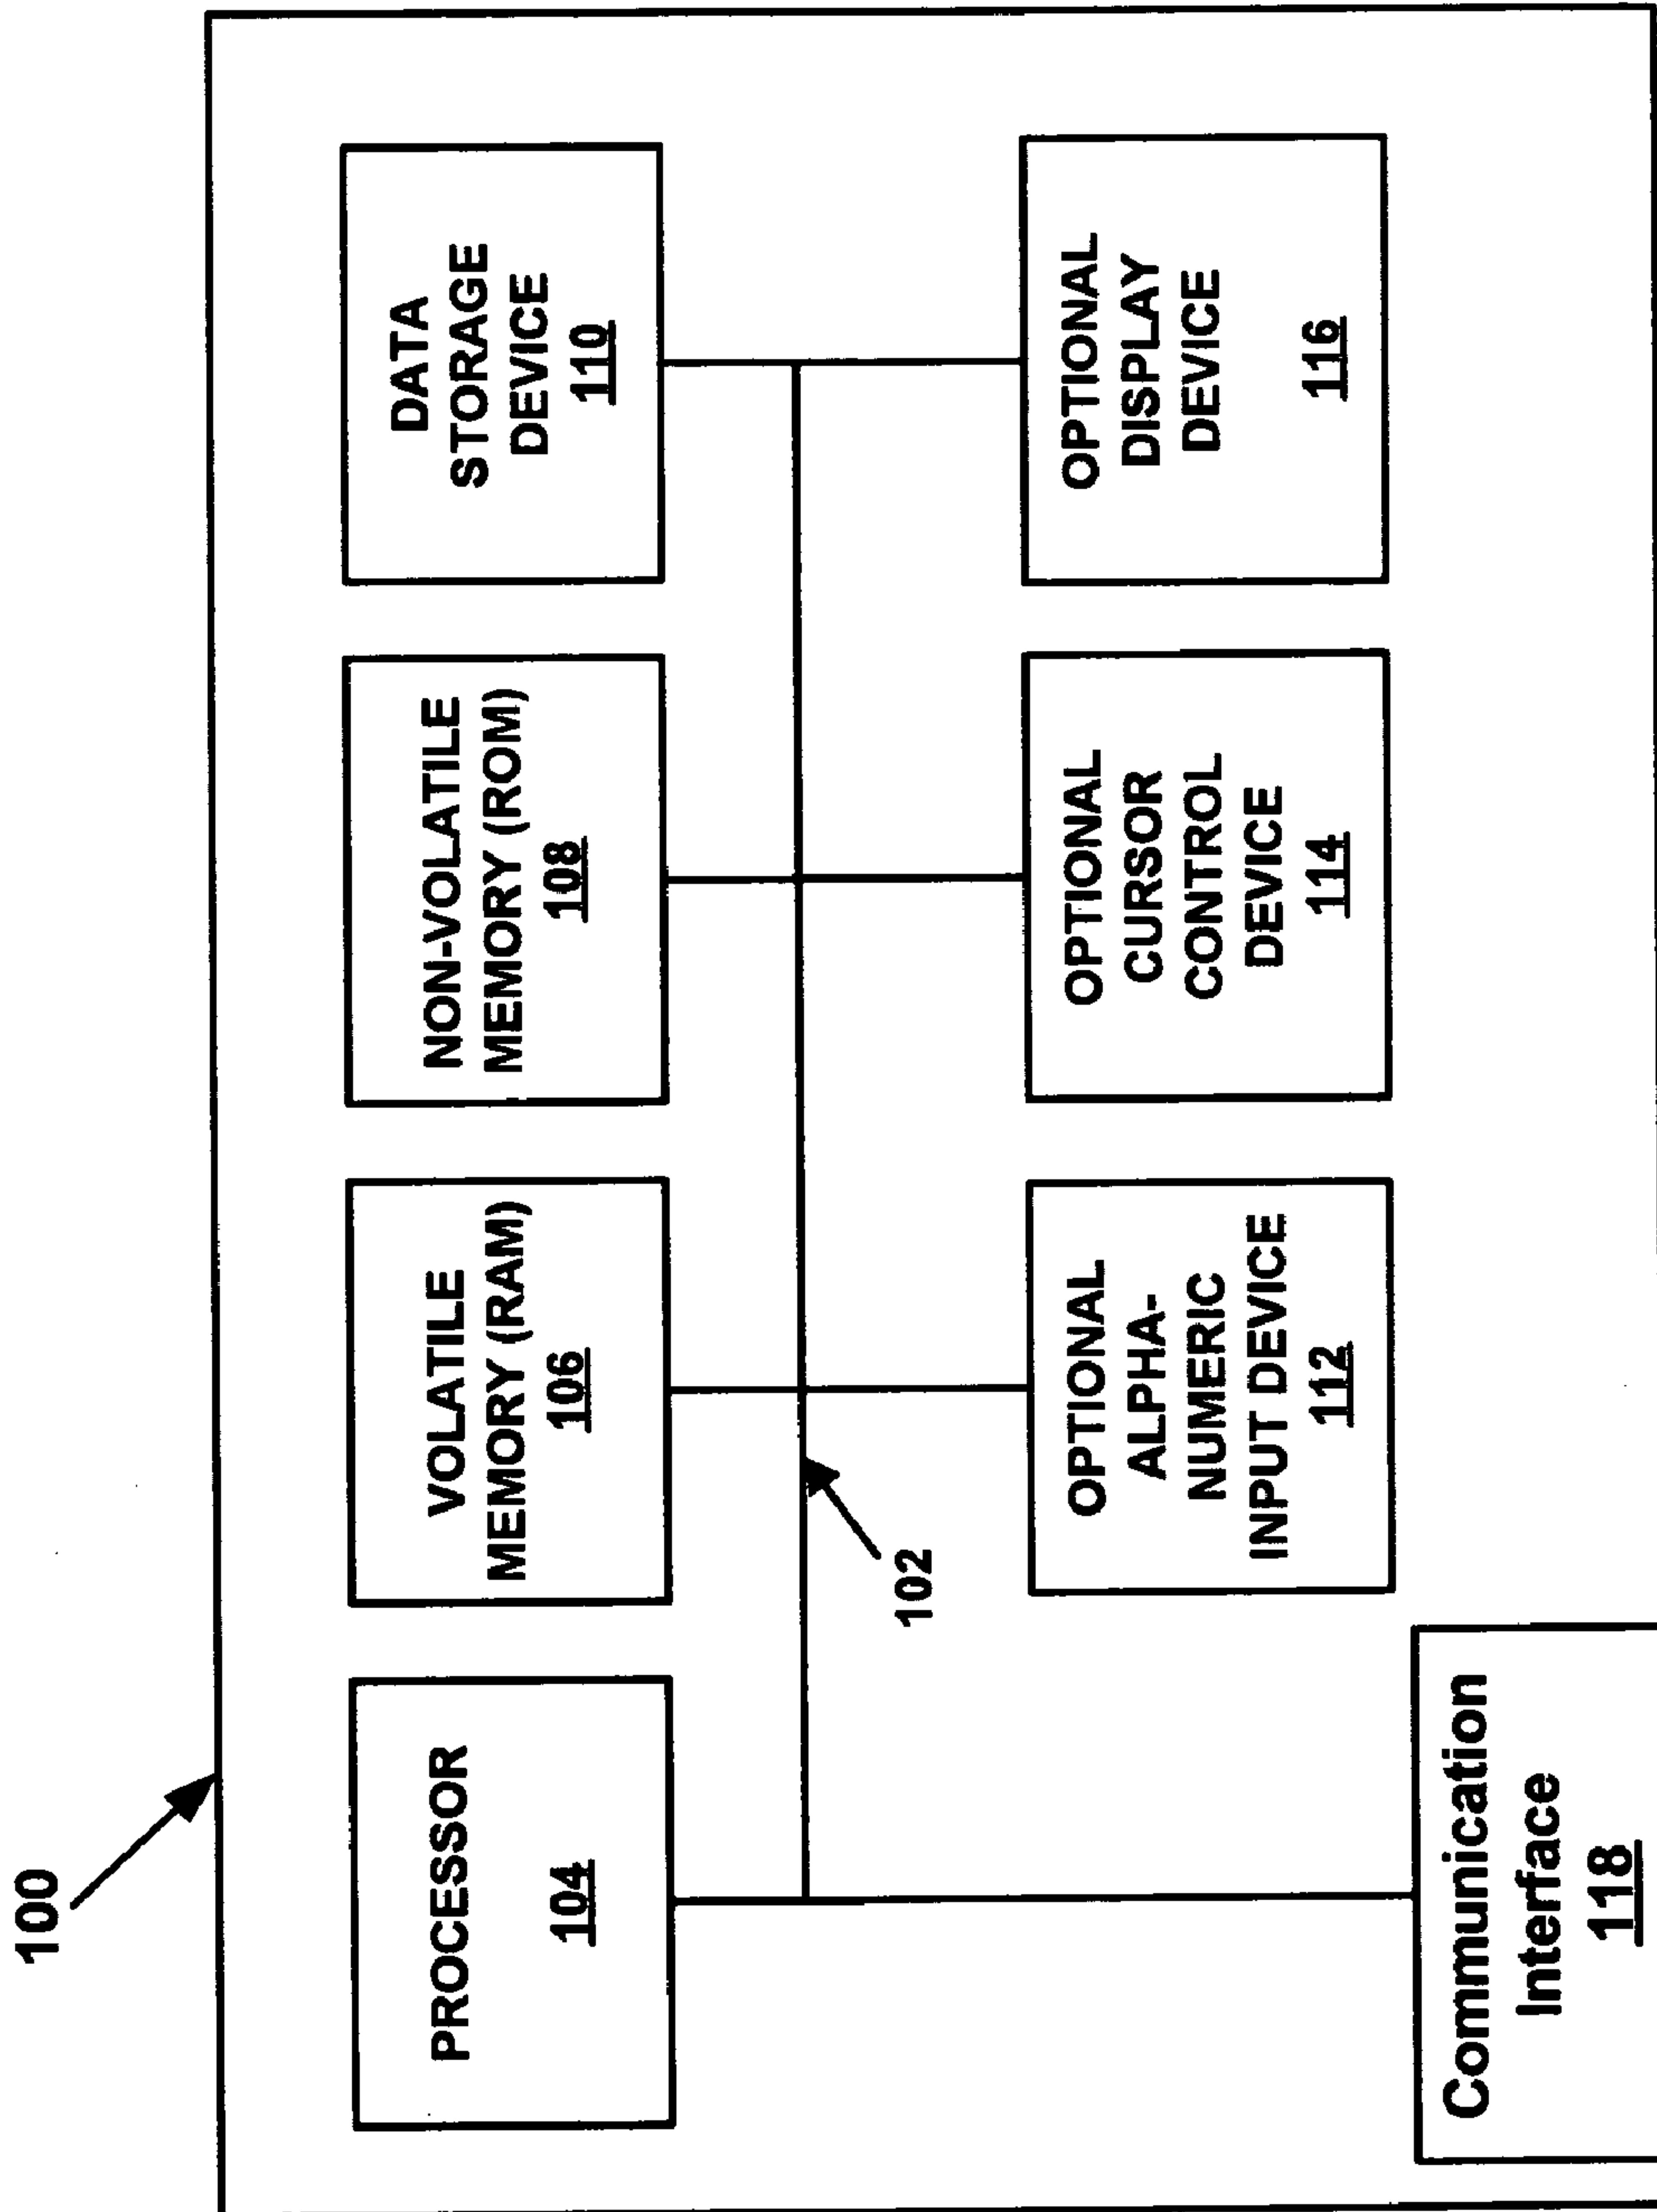 100
PROCESSOR
104
VOLATILE
MEMORY (RAM)
106
NON-VOLATILE
MEMORY (ROM)
108
DATA
STORAGE
DEVICE
110
102
OPTIONAL
ALPHA-
NUMERIC
INPUT DEVICE
112
OPTIONAL
CURSOR
CONTROL
DEVICE
114
OPTIONAL
DISPLAY
DEVICE
116
Communication
Interface
118